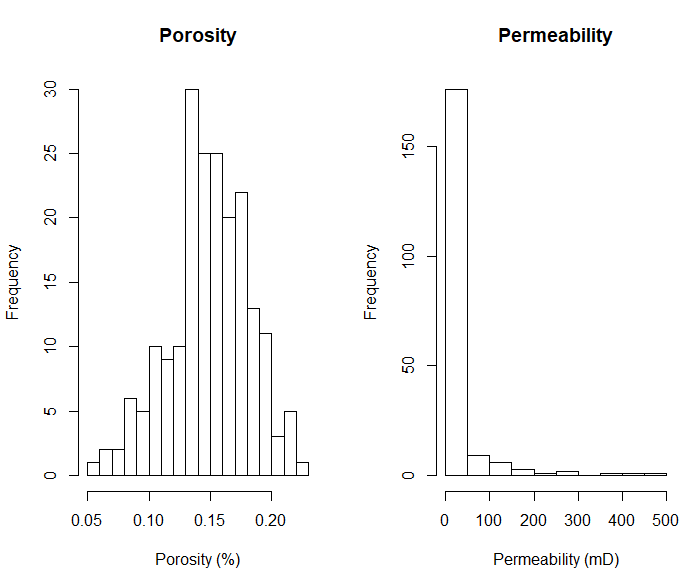 Porosity
Frequency
0
5
10
15
20
25
30
0.05 0.10 0.15 0.20
Porosity (%)
Permeability
Frequency
0
50
100
150
0 100 200 300 400 500
Permeability (mD)